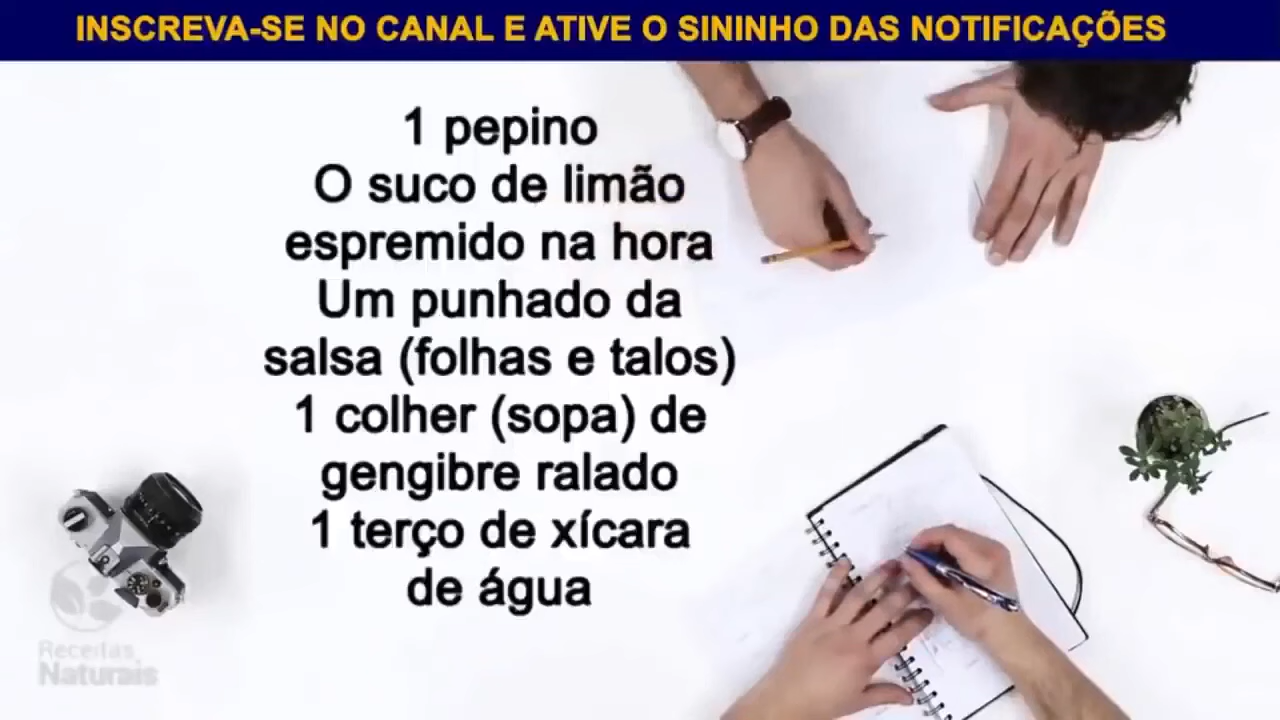 INSCREVA-SE NO CANAL E ATIVE O SININHO DAS NOTIFICAÇÕES
1 pepino
O suco de limão
espremido na hora
Um punhado da
salsa (folhas e talos)
1 colher (sopa) de
gengibre ralado
1 terço de xícara
de água
Receitas
Naturais